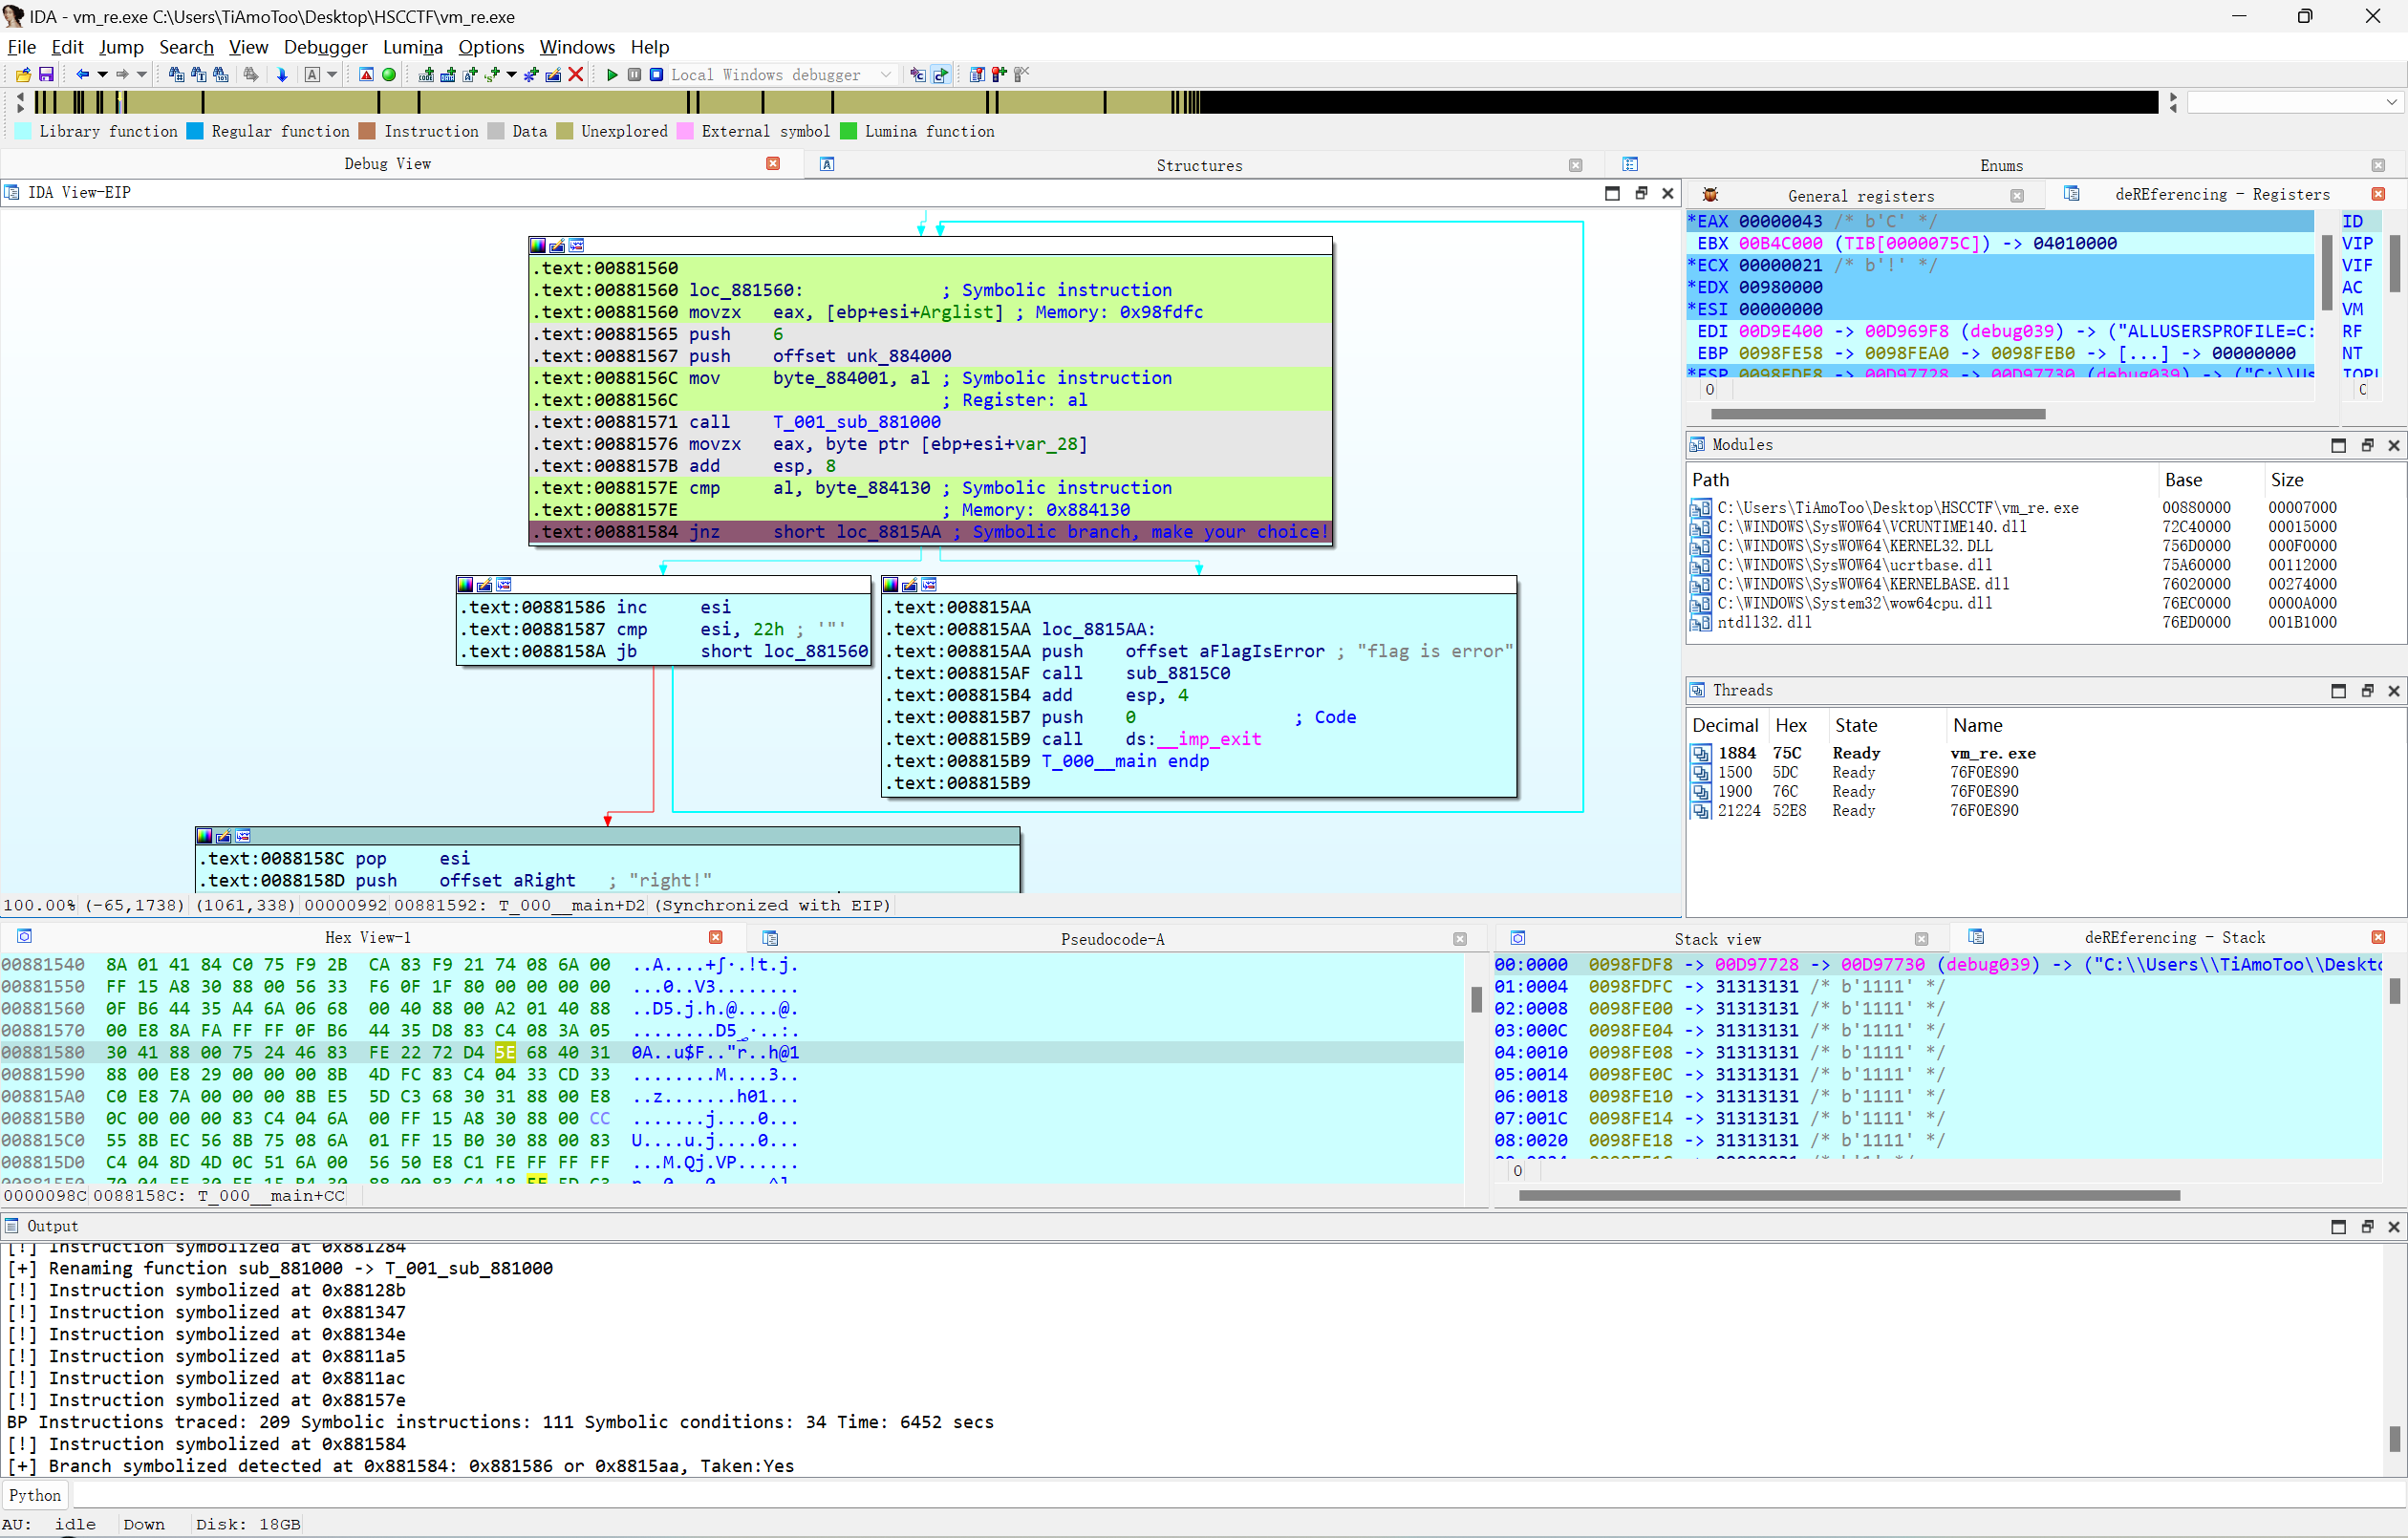 IDA - vm_re.exe C:\Users\TiAmoToo\Desktop\HSCCTF\vm_re.exe
File Edit Jump Search View Debugger Lumina Options Windows Help
Local Windows debugger
Library function Regular function Instruction Data Unexplored External symbol Lumina function
Debug View Structures Enums
IDA View-EIP
.text:00881560
.text:00881560 loc_881560: ; Symbolic instruction
.text:00881560 movzx eax, [ebp+esi+Arglist] ; Memory: 0x98fdfc
.text:00881565 push 6
.text:00881567 push offset unk_884000
.text:0088156C mov byte_884001, al ; Symbolic instruction
.text:0088156C ; Register: al
.text:00881571 call T_001_sub_881000
.text:00881576 movzx eax, byte ptr [ebp+esi+var_28]
.text:0088157B add esp, 8
.text:0088157E cmp al, byte_884130 ; Symbolic instruction
.text:0088157E ; Memory: 0x884130
.text:00881584 jnz short loc_8815AA ; Symbolic branch, make your choice!
.text:00881586 inc esi
.text:00881587 cmp esi, 22h ; '"'
.text:0088158A jb short loc_881560
.text:008815AA
.text:008815AA loc_8815AA:
.text:008815AA push offset aFlagIsError ; "flag is error"
.text:008815AF call sub_8815C0
.text:008815B4 add esp, 4
.text:008815B7 push 0 ; Code
.text:008815B9 call ds:__imp_exit
.text:008815B9 T_000__main endp
.text:008815B9
.text:0088158C pop esi
.text:0088158D push offset aRight ; "right!"
100.00% (-65,1738) (1061,338) 00000992 00881592: T_000__main+D2 (Synchronized with EIP)
General registers deREferencing - Registers
*EAX 00000043 /* b'C' */
EBX 00B4C000 (TIB[0000075C]) -> 04010000
*ECX 00000021 /* b'!' */
*EDX 00980000
*ESI 00000000
EDI 00D9E400 -> 00D969F8 (debug039) -> ("ALLUSERSPROFILE=C:
EBP 0098FE58 -> 0098FEA0 -> 0098FEB0 -> [...] -> 00000000
*ESP 0098FDF8 -> 00D97728 -> 00D97730 (debug039) -> ("C:\\Us
0
ID
VIP
VIF
AC
VM
RF
NT
IOPL
Modules
Path Base Size
C:\Users\TiAmoToo\Desktop\HSCCTF\vm_re.exe 00880000 00007000
C:\WINDOWS\SysWOW64\VCRUNTIME140.dll 72C40000 00015000
C:\WINDOWS\SysWOW64\KERNEL32.DLL 756D0000 000F0000
C:\WINDOWS\SysWOW64\ucrtbase.dll 75A60000 00112000
C:\WINDOWS\SysWOW64\KERNELBASE.dll 76020000 00274000
C:\WINDOWS\System32\wow64cpu.dll 76EC0000 0000A000
ntdll32.dll 76ED0000 001B1000
Threads
Decimal Hex State Name
1884 75C Ready vm_re.exe
1500 5DC Ready 76F0E890
1900 76C Ready 76F0E890
21224 52E8 Ready 76F0E890
Hex View-1 Pseudocode-A
00881540 8A 01 41 84 C0 75 F9 2B CA 83 F9 21 74 08 6A 00 ..A....+ʃ·.!t.j.
00881550 FF 15 A8 30 88 00 56 33 F6 0F 1F 80 00 00 00 00 ...0..V3........
00881560 0F B6 44 35 A4 6A 06 68 00 40 88 00 A2 01 40 88 ..D5.j.h.@....@.
00881570 00 E8 8A FA FF FF 0F B6 44 35 D8 83 C4 08 3A 05
00881580 30 41 88 00 75 24 46 83 FE 22 72 D4 5E 68 40 31
00881590 88 00 E8 29 00 00 00 8B 4D FC 83 C4 04 33 CD 33 ........M....3..
008815A0 C0 E8 7A 00 00 00 8B E5 5D C3 68 30 31 88 00 E8 ..z.......h01...
008815B0 0C 00 00 00 83 C4 04 6A 00 FF 15 A8 30 88 00 CC .......j....0...
008815C0 55 8B EC 56 8B 75 08 6A 01 FF 15 B0 30 88 00 83 U....u.j....0...
008815D0 C4 04 8D 4D 0C 51 6A 00 56 50 E8 C1 FE FF FF FF ...M.Qj.VP......
0000098C 0088158C: T_000__main+CC
Stack view deREferencing - Stack
00:0000 0098FDF8 -> 00D97728 -> 00D97730 (debug039) -> ("C:\\Users\\TiAmoToo\\Deskto
01:0004 0098FDFC -> 31313131 /* b'1111' */
02:0008 0098FE00 -> 31313131 /* b'1111' */
03:000C 0098FE04 -> 31313131 /* b'1111' */
04:0010 0098FE08 -> 31313131 /* b'1111' */
05:0014 0098FE0C -> 31313131 /* b'1111' */
06:0018 0098FE10 -> 31313131 /* b'1111' */
07:001C 0098FE14 -> 31313131 /* b'1111' */
08:0020 0098FE18 -> 31313131 /* b'1111' */
0
Output
[!] Instruction symbolized at 0x881284
[+] Renaming function sub_881000 -> T_001_sub_881000
[!] Instruction symbolized at 0x88128b
[!] Instruction symbolized at 0x881347
[!] Instruction symbolized at 0x88134e
[!] Instruction symbolized at 0x8811a5
[!] Instruction symbolized at 0x8811ac
[!] Instruction symbolized at 0x88157e
BP Instructions traced: 209 Symbolic instructions: 111 Symbolic conditions: 34 Time: 6452 secs
[!] Instruction symbolized at 0x881584
[+] Branch symbolized detected at 0x881584: 0x881586 or 0x8815aa, Taken:Yes
Python
AU: idle Down Disk: 18GB